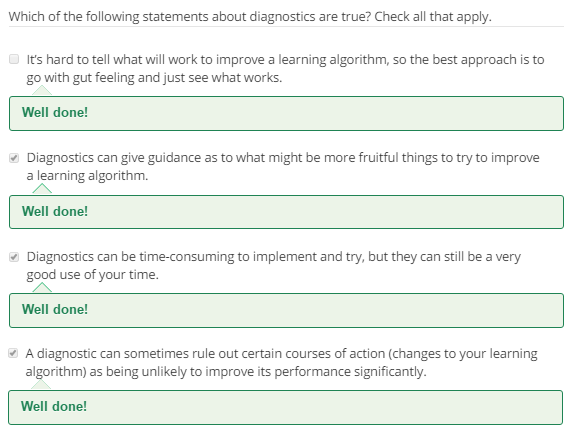 Which of the following statements about diagnostics are true? Check all that apply.
It's hard to tell what will work to improve a learning algorithm, so the best approach is to
go with gut feeling and just see what works.
Well done!
Diagnostics can give guidance as to what might be more fruitful things to try to improve
a learning algorithm.
Well done!
Diagnostics can be time-consuming to implement and try, but they can still be a very
good use of your time.
Well done!
A diagnostic can sometimes rule out certain courses of action (changes to your learning
algorithm) as being unlikely to improve its performance significantly.
Well done!